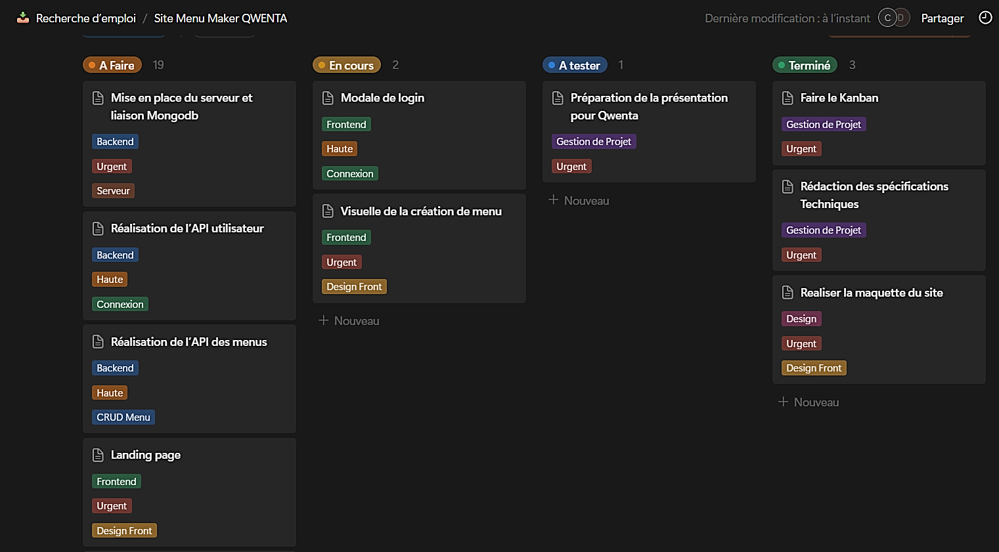 Recherche d’emploi / Site Menu Maker QWENTA
Dernière modification : à l’instant
C D
Partager
A Faire 19
Mise en place du serveur et
liaison Mongodb
Backend
Urgent
Serveur
Réalisation de l’API utilisateur
Backend
Haute
Connexion
Réalisation de l’API des menus
Backend
Haute
CRUD Menu
Landing page
Frontend
Urgent
Design Front
En cours 2
Modale de login
Frontend
Haute
Connexion
Visuelle de la création de menu
Frontend
Urgent
Design Front
+ Nouveau
A tester 1
Préparation de la présentation
pour Qwenta
Gestion de Projet
Urgent
+ Nouveau
Terminé 3
Faire le Kanban
Gestion de Projet
Urgent
Rédaction des spécifications
Techniques
Gestion de Projet
Urgent
Realiser la maquette du site
Design
Urgent
Design Front
+ Nouveau